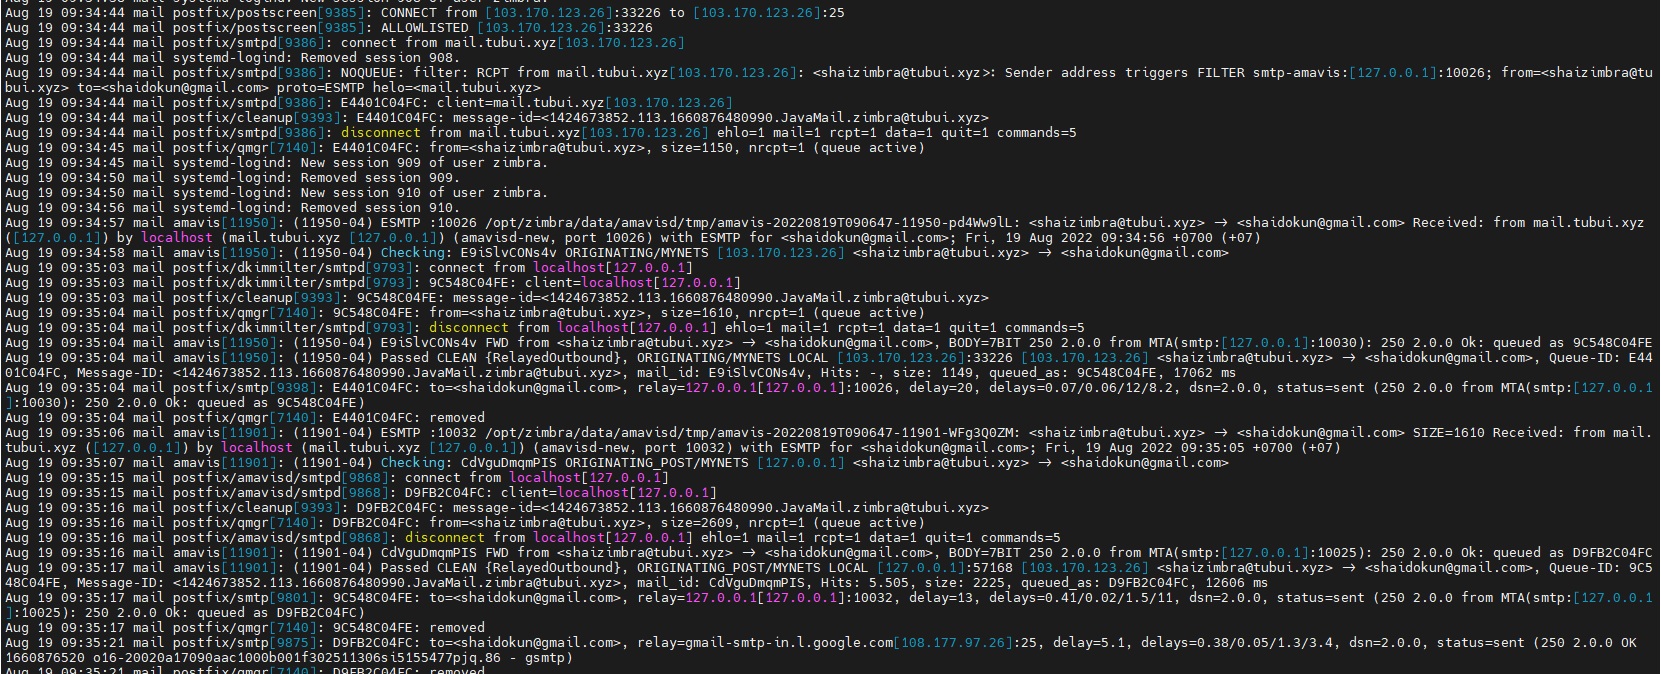 Aug 19 09:34:44 mail postfix/postscreen[9385]: CONNECT from [103.170.123.26]:33226 to [103.170.123.26]:25
Aug 19 09:34:44 mail postfix/postscreen[9385]: ALLOWLISTED [103.170.123.26]:33226
Aug 19 09:34:44 mail postfix/smtpd[9386]: connect from mail.tubui.xyz[103.170.123.26]
Aug 19 09:34:44 mail systemd-logind: Removed session 908.
Aug 19 09:34:44 mail postfix/smtpd[9386]: NOQUEUE: filter: RCPT from mail.tubui.xyz[103.170.123.26]: <shaizimbra@tubui.xyz>: Sender address triggers FILTER smtp-amavis:[127.0.0.1]:10026; from=<shaizimbra@tu
bui.xyz> to=<shaidokun@gmail.com> proto=ESMTP helo=<mail.tubui.xyz>
Aug 19 09:34:44 mail postfix/smtpd[9386]: E4401C04FC: client=mail.tubui.xyz[103.170.123.26]
Aug 19 09:34:44 mail postfix/cleanup[9393]: E4401C04FC: message-id=<1424673852.113.1660876480990.JavaMail.zimbra@tubui.xyz>
Aug 19 09:34:44 mail postfix/smtpd[9386]: disconnect from mail.tubui.xyz[103.170.123.26] ehlo=1 mail=1 rcpt=1 data=1 quit=1 commands=5
Aug 19 09:34:45 mail postfix/qmgr[7140]: E4401C04FC: from=<shaizimbra@tubui.xyz>, size=1150, nrcpt=1 (queue active)
Aug 19 09:34:45 mail systemd-logind: New session 909 of user zimbra.
Aug 19 09:34:50 mail systemd-logind: Removed session 909.
Aug 19 09:34:50 mail systemd-logind: New session 910 of user zimbra.
Aug 19 09:34:56 mail systemd-logind: Removed session 910.
Aug 19 09:34:57 mail amavis[11950]: (11950-04) ESMTP :10026 /opt/zimbra/data/amavisd/tmp/amavis-20220819T090647-11950-pd4Ww9lL: <shaizimbra@tubui.xyz> → <shaidokun@gmail.com> Received: from mail.tubui.xyz
([127.0.0.1]) by localhost (mail.tubui.xyz [127.0.0.1]) (amavisd-new, port 10026) with ESMTP for <shaidokun@gmail.com>; Fri, 19 Aug 2022 09:34:56 +0700 (+07)
Aug 19 09:34:58 mail amavis[11950]: (11950-04) Checking: E9iSlvCONs4v ORIGINATING/MYNETS [103.170.123.26] <shaizimbra@tubui.xyz> → <shaidokun@gmail.com>
Aug 19 09:35:03 mail postfix/dkimmilter/smtpd[9793]: connect from localhost[127.0.0.1]
Aug 19 09:35:03 mail postfix/dkimmilter/smtpd[9793]: 9C548C04FE: client=localhost[127.0.0.1]
Aug 19 09:35:03 mail postfix/cleanup[9393]: 9C548C04FE: message-id=<1424673852.113.1660876480990.JavaMail.zimbra@tubui.xyz>
Aug 19 09:35:04 mail postfix/qmgr[7140]: 9C548C04FE: from=<shaizimbra@tubui.xyz>, size=1610, nrcpt=1 (queue active)
Aug 19 09:35:04 mail postfix/dkimmilter/smtpd[9793]: disconnect from localhost[127.0.0.1] ehlo=1 mail=1 rcpt=1 data=1 quit=1 commands=5
Aug 19 09:35:04 mail amavis[11950]: (11950-04) E9iSlvCONs4v FWD from <shaizimbra@tubui.xyz> → <shaidokun@gmail.com>, BODY=7BIT 250 2.0.0 from MTA(smtp:[127.0.0.1]:10030): 250 2.0.0 Ok: queued as 9C548C04FE
Aug 19 09:35:04 mail amavis[11950]: (11950-04) Passed CLEAN {RelayedOutbound}, ORIGINATING/MYNETS LOCAL [103.170.123.26]:33226 [103.170.123.26] <shaizimbra@tubui.xyz> → <shaidokun@gmail.com>, Queue-ID: E44
01C04FC, Message-ID: <1424673852.113.1660876480990.JavaMail.zimbra@tubui.xyz>, mail_id: E9iSlvCONs4v, Hits: -, size: 1149, queued_as: 9C548C04FE, 17062 ms
Aug 19 09:35:04 mail postfix/smtp[9398]: E4401C04FC: to=<shaidokun@gmail.com>, relay=127.0.0.1[127.0.0.1]:10026, delay=20, delays=0.07/0.06/12/8.2, dsn=2.0.0, status=sent (250 2.0.0 from MTA(smtp:[127.0.0.1
]:10030): 250 2.0.0 Ok: queued as 9C548C04FE)
Aug 19 09:35:04 mail postfix/qmgr[7140]: E4401C04FC: removed
Aug 19 09:35:06 mail amavis[11901]: (11901-04) ESMTP :10032 /opt/zimbra/data/amavisd/tmp/amavis-20220819T090647-11901-WFg3Q0ZM: <shaizimbra@tubui.xyz> → <shaidokun@gmail.com> SIZE=1610 Received: from mail.
tubui.xyz ([127.0.0.1]) by localhost (mail.tubui.xyz [127.0.0.1]) (amavisd-new, port 10032) with ESMTP for <shaidokun@gmail.com>; Fri, 19 Aug 2022 09:35:05 +0700 (+07)
Aug 19 09:35:07 mail amavis[11901]: (11901-04) Checking: CdVguDmqmPIS ORIGINATING_POST/MYNETS [127.0.0.1] <shaizimbra@tubui.xyz> → <shaidokun@gmail.com>
Aug 19 09:35:15 mail postfix/amavisd/smtpd[9868]: connect from localhost[127.0.0.1]
Aug 19 09:35:15 mail postfix/amavisd/smtpd[9868]: D9FB2C04FC: client=localhost[127.0.0.1]
Aug 19 09:35:16 mail postfix/cleanup[9393]: D9FB2C04FC: message-id=<1424673852.113.1660876480990.JavaMail.zimbra@tubui.xyz>
Aug 19 09:35:16 mail postfix/qmgr[7140]: D9FB2C04FC: from=<shaizimbra@tubui.xyz>, size=2609, nrcpt=1 (queue active)
Aug 19 09:35:16 mail postfix/amavisd/smtpd[9868]: disconnect from localhost[127.0.0.1] ehlo=1 mail=1 rcpt=1 data=1 quit=1 commands=5
Aug 19 09:35:16 mail amavis[11901]: (11901-04) CdVguDmqmPIS FWD from <shaizimbra@tubui.xyz> → <shaidokun@gmail.com>, BODY=7BIT 250 2.0.0 from MTA(smtp:[127.0.0.1]:10025): 250 2.0.0 Ok: queued as D9FB2C04FC
Aug 19 09:35:17 mail amavis[11901]: (11901-04) Passed CLEAN {RelayedOutbound}, ORIGINATING_POST/MYNETS LOCAL [127.0.0.1]:57168 [103.170.123.26] <shaizimbra@tubui.xyz> → <shaidokun@gmail.com>, Queue-ID: 9C5
48C04FE, Message-ID: <1424673852.113.1660876480990.JavaMail.zimbra@tubui.xyz>, mail_id: CdVguDmqmPIS, Hits: 5.505, size: 2225, queued_as: D9FB2C04FC, 12606 ms
Aug 19 09:35:17 mail postfix/smtp[9801]: 9C548C04FE: to=<shaidokun@gmail.com>, relay=127.0.0.1[127.0.0.1]:10032, delay=13, delays=0.41/0.02/1.5/11, dsn=2.0.0, status=sent (250 2.0.0 from MTA(smtp:[127.0.0.1
]:10025): 250 2.0.0 Ok: queued as D9FB2C04FC)
Aug 19 09:35:17 mail postfix/qmgr[7140]: 9C548C04FE: removed
Aug 19 09:35:21 mail postfix/smtp[9875]: D9FB2C04FC: to=<shaidokun@gmail.com>, relay=gmail-smtp-in.l.google.com[108.177.97.26]:25, delay=5.1, delays=0.38/0.05/1.3/3.4, dsn=2.0.0, status=sent (250 2.0.0 OK
1660876520 o16-20020a17090aac1000b001f302511306si5155477pjq.86 - gsmtp)
Aug 19 09:35:21 mail postfix/qmgr[7140]: D9FB2C04FC: removed